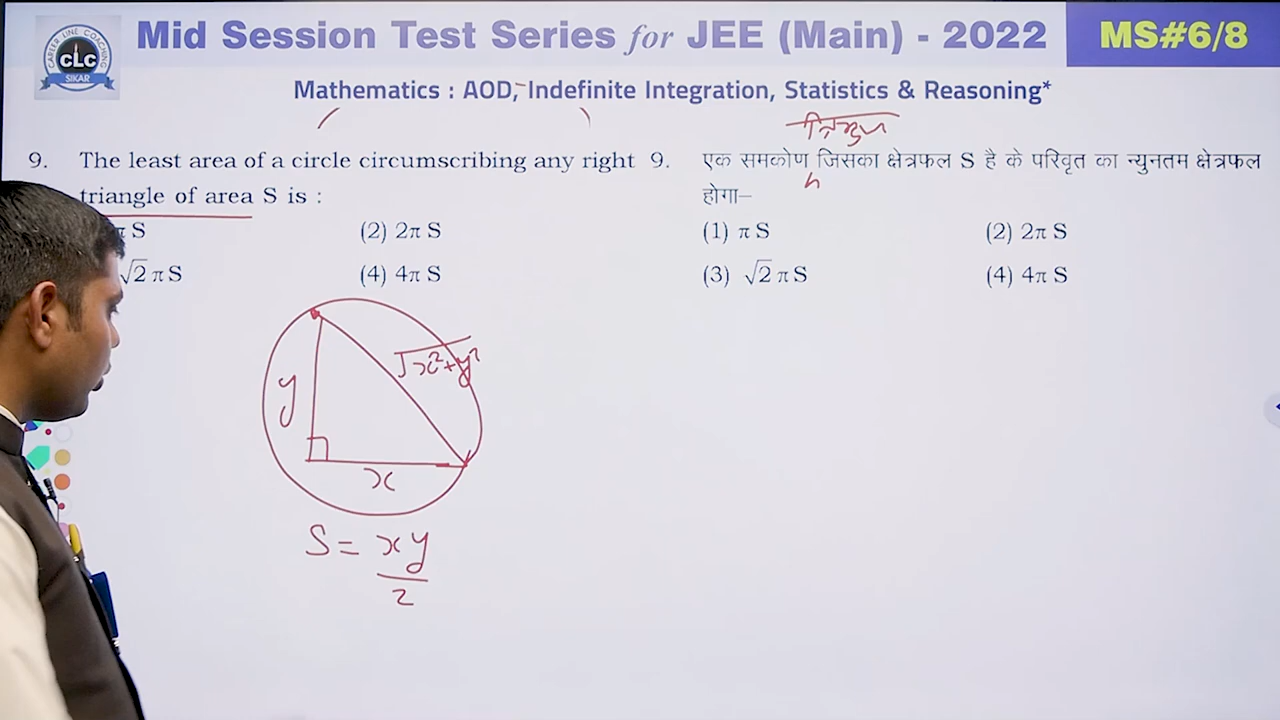 Mid Session Test Series for JEE (Main) - 2022
MS#6/8
CAREER LINE COACHING
CLC
SIKAR
Mathematics : AOD, Indefinite Integration, Statistics & Reasoning*
9. The least area of a circle circumscribing any right
triangle of area S is :
π S
(2) 2π S
√2 π S
(4) 4π S
त्रिभुज
9. एक समकोण जिसका क्षेत्रफल S है के परिवृत का न्युनतम क्षेत्रफल
होगा–
(1) π S
(2) 2π S
(3) √2 π S
(4) 4π S
√x²+y²
y
x
S = xy/2